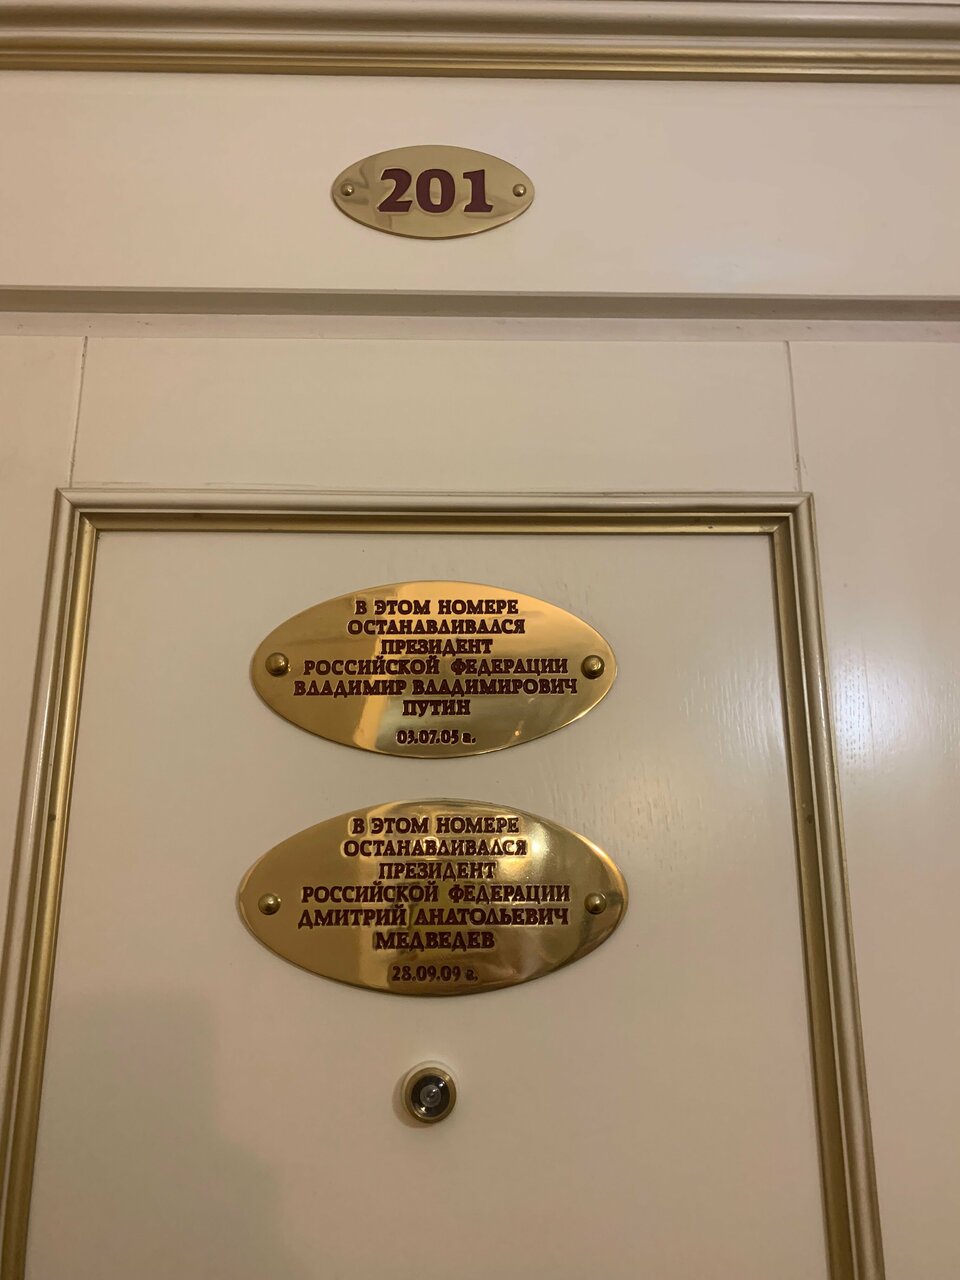 201
В ЭТОМ НОМЕРЕ
ОСТАНАВЛИВАЛСЯ
ПРЕЗИДЕНТ
РОССИЙСКОЙ ФЕДЕРАЦИИ
ВЛАДИМИР ВЛАДИМИРОВИЧ
ПУТИН
03.07.05 г.
В ЭТОМ НОМЕРЕ
ОСТАНАВЛИВАЛСЯ
ПРЕЗИДЕНТ
РОССИЙСКОЙ ФЕДЕРАЦИИ
ДМИТРИЙ АНАТОЛЬЕВИЧ
МЕДВЕДЕВ
28.09.09 г.